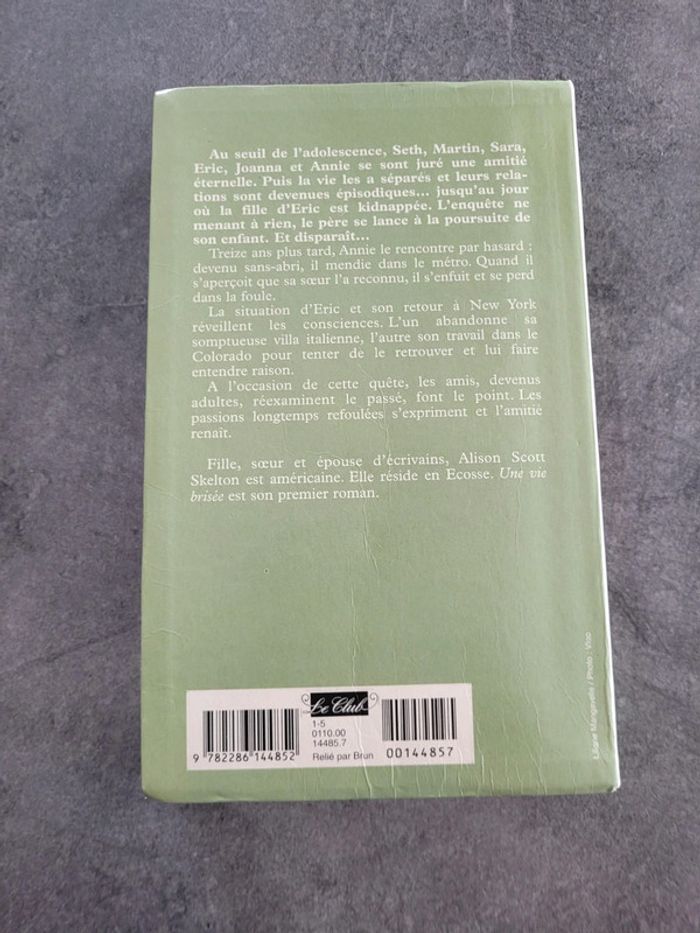 Au seuil de l'adolescence, Seth, Martin, Sara,
Eric, Joanna et Annie se sont juré une amitié
éternelle. Puis la vie les a séparés et leurs rela-
tions sont devenues épisodiques... jusqu'au jour
où la fille d'Eric est kidnappée. L'enquête ne
menant à rien, le père se lance à la poursuite de
son enfant. Et disparaît...
Treize ans plus tard, Annie le rencontre par hasard :
devenu sans-abri, il mendie dans le métro. Quand il
s'aperçoit que sa sœur l'a reconnu, il s'enfuit et se perd
dans la foule.
La situation d'Eric et son retour à New York
réveillent les consciences. L'un abandonne sa
somptueuse villa italienne, l'autre son travail dans le
Colorado pour tenter de le retrouver et lui faire
entendre raison.
A l'occasion de cette quête, les amis, devenus
adultes, réexaminent le passé, font le point. Les
passions longtemps refoulées s'expriment et l'amitié
renaît.
Fille, sœur et épouse d'écrivains, Alison Scott
Skelton est américaine. Elle réside en Ecosse. Une vie
brisée est son premier roman.
Le Club
1-5
0110.00
14485.7
Relié par Brun
9 782286 144852
00144857
/ Photo :